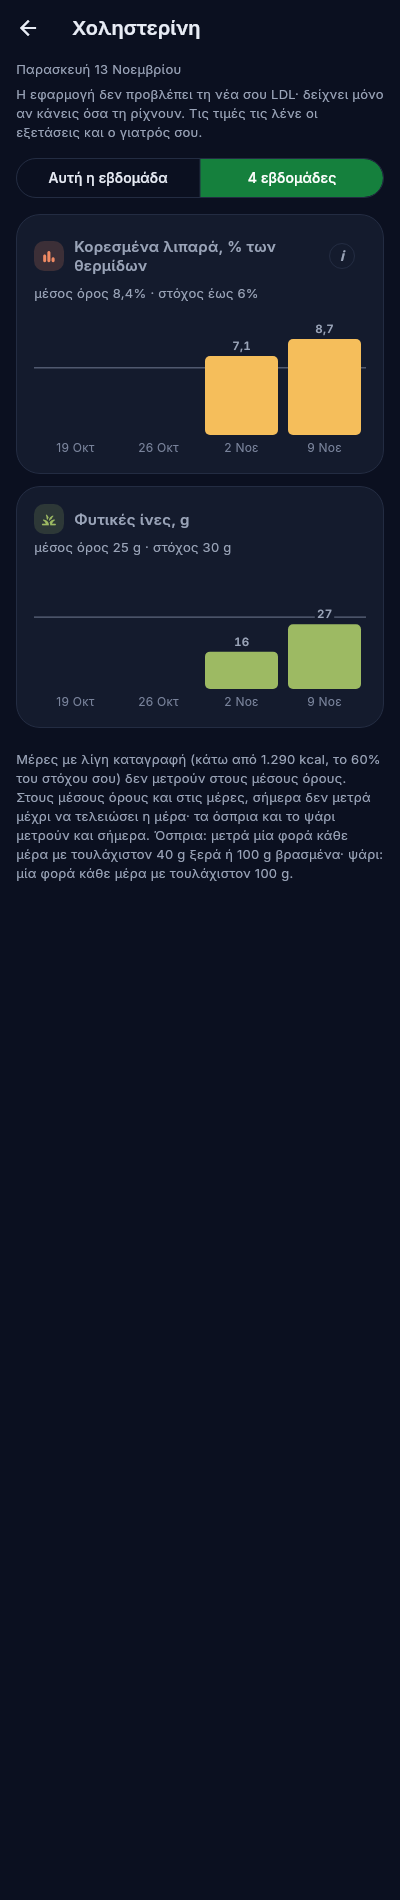 Χοληστερίνη
Παρασκευή 13 Νοεμβρίου
Η εφαρμογή δεν προβλέπει τη νέα σου LDL· δείχνει μόνο
αν κάνεις όσα τη ρίχνουν. Τις τιμές τις λένε οι
εξετάσεις και ο γιατρός σου.
Αυτή η εβδομάδα
4 εβδομάδες
Κορεσμένα λιπαρά, % των
θερμίδων
i
μέσος όρος 8,4% · στόχος έως 6%
7,1
8,7
19 Οκτ
26 Οκτ
2 Νοε
9 Νοε
Φυτικές ίνες, g
μέσος όρος 25 g · στόχος 30 g
16
27
19 Οκτ
26 Οκτ
2 Νοε
9 Νοε
Μέρες με λίγη καταγραφή (κάτω από 1.290 kcal, το 60%
του στόχου σου) δεν μετρούν στους μέσους όρους.
Στους μέσους όρους και στις μέρες, σήμερα δεν μετρά
μέχρι να τελειώσει η μέρα· τα όσπρια και το ψάρι
μετρούν και σήμερα. Όσπρια: μετρά μία φορά κάθε
μέρα με τουλάχιστον 40 g ξερά ή 100 g βρασμένα· ψάρι:
μία φορά κάθε μέρα με τουλάχιστον 100 g.